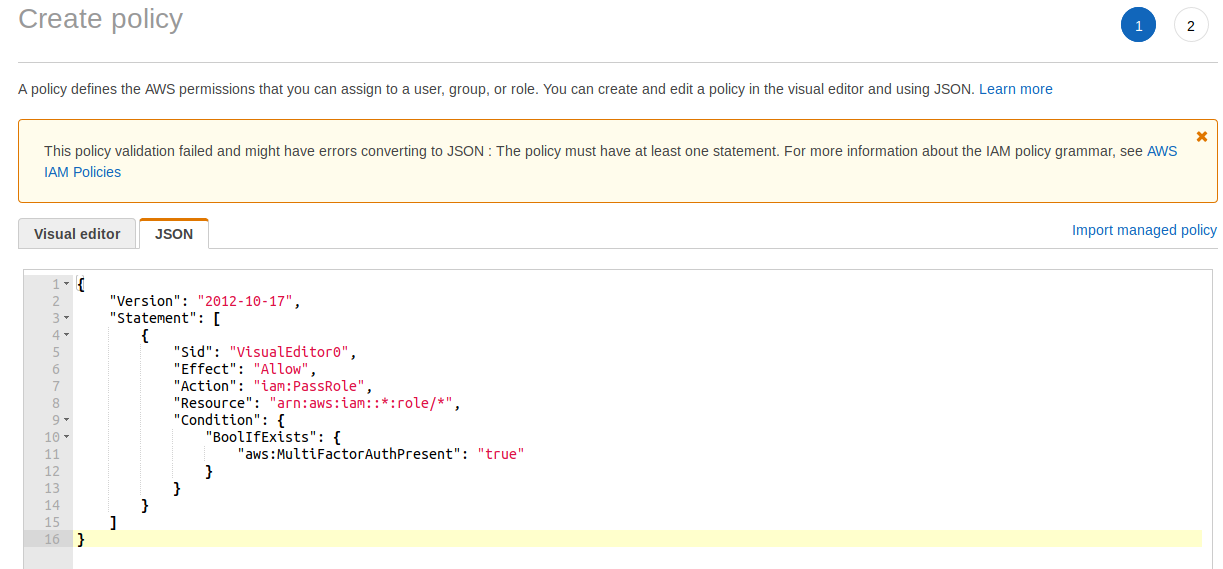 Create policy
1
2
A policy defines the AWS permissions that you can assign to a user, group, or role. You can create and edit a policy in the visual editor and using JSON. Learn more
This policy validation failed and might have errors converting to JSON : The policy must have at least one statement. For more information about the IAM policy grammar, see AWS
IAM Policies
Visual editor
JSON
Import managed policy
1 {
2     "Version": "2012-10-17",
3     "Statement": [
4         {
5             "Sid": "VisualEditor0",
6             "Effect": "Allow",
7             "Action": "iam:PassRole",
8             "Resource": "arn:aws:iam::*:role/*",
9             "Condition": {
10                 "BoolIfExists": {
11                     "aws:MultiFactorAuthPresent": "true"
12                 }
13             }
14         }
15     ]
16 }